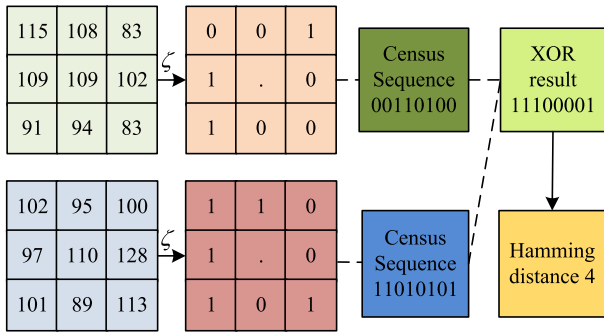 115 108 83
109 109 102
91 94 83
ζ
0 0 1
1 . 0
1 0 0
Census
Sequence
00110100
XOR
result
11100001
102 95 100
97 110 128
101 89 113
ζ
1 1 0
1 . 0
1 0 1
Census
Sequence
11010101
Hamming
distance 4